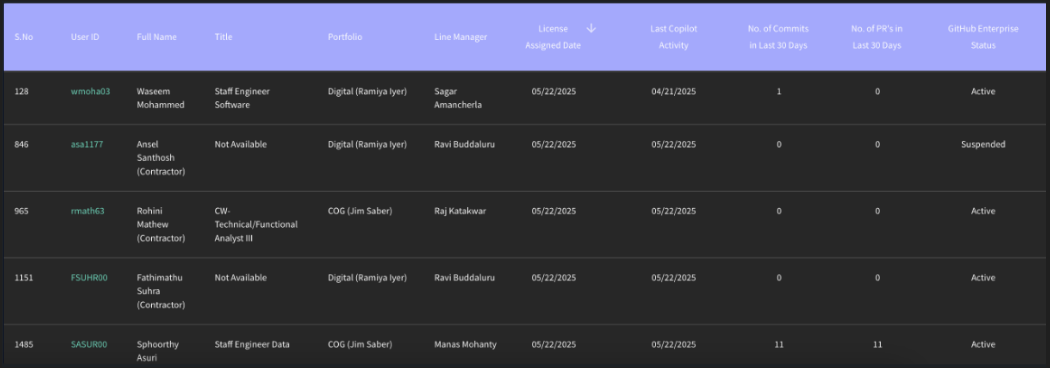 S.No User ID Full Name Title Portfolio Line Manager License Assigned Date ↓ Last Copilot Activity No. of Commits in Last 30 Days No. of PR's in Last 30 Days GitHub Enterprise Status
128 wmoha03 Waseem Mohammed Staff Engineer Software Digital (Ramiya Iyer) Sagar Amancherla 05/22/2025 04/21/2025 1 0 Active
846 asa1177 Ansel Santhosh (Contractor) Not Available Digital (Ramiya Iyer) Ravi Buddaluru 05/22/2025 05/22/2025 0 0 Suspended
965 rmath63 Rohini Mathew (Contractor) CW-Technical/Functional Analyst III COG (Jim Saber) Raj Katakwar 05/22/2025 05/22/2025 0 0 Active
1151 FSUHR00 Fathimathu Suhra (Contractor) Not Available Digital (Ramiya Iyer) Ravi Buddaluru 05/22/2025 05/22/2025 0 0 Active
1485 SASUR00 Sphoorthy Asuri Staff Engineer Data COG (Jim Saber) Manas Mohanty 05/22/2025 05/22/2025 11 11 Active